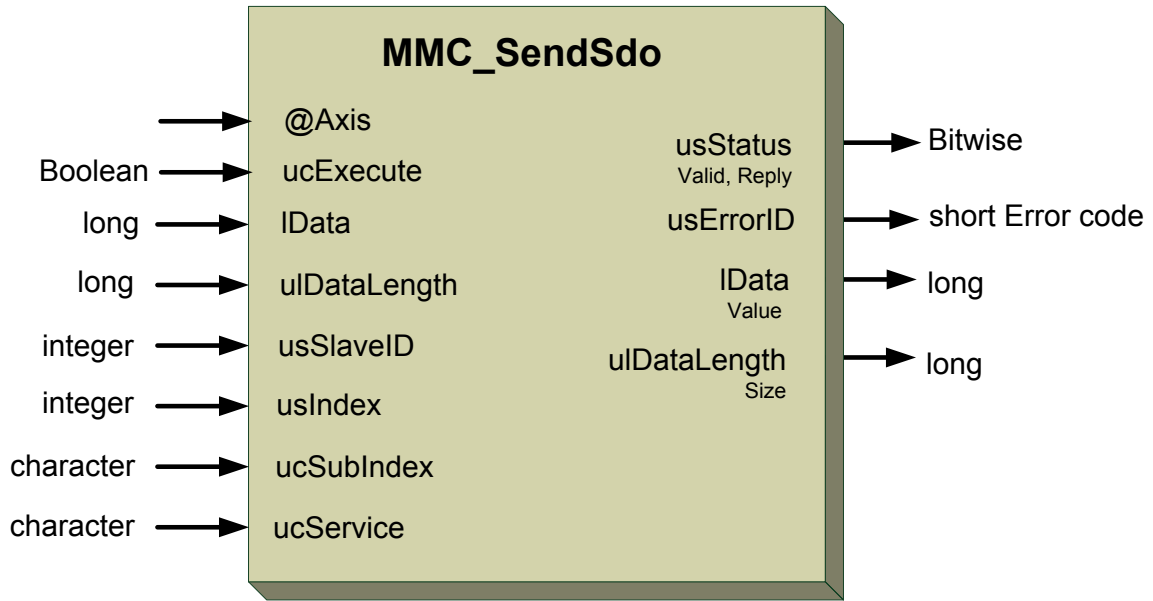 MMC_SendSdo
@Axis
Boolean
ucExecute
long
lData
long
ulDataLength
integer
usSlaveID
integer
usIndex
character
ucSubIndex
character
ucService
usStatus
Valid, Reply
Bitwise
usErrorID
short Error code
lData
Value
long
ulDataLength
Size
long